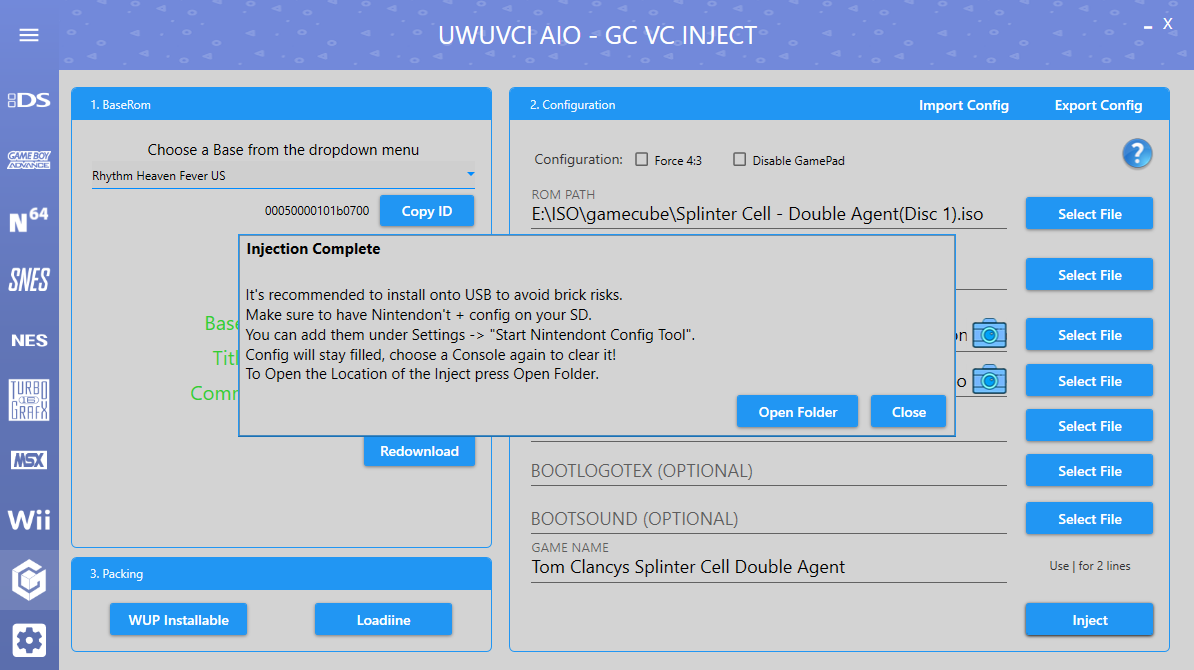 UWUVCI AIO - GC VC INJECT
X
DS
GAME BOY
ADVANCE
N64
SNES
NES
TURBO
16
GRAFX
MSX
Wii
1. BaseRom
Choose a Base from the dropdown menu
Rhythm Heaven Fever US
00050000101b0700
Copy ID
Base
Comm
Redownload
3. Packing
WUP Installable
Loadiine
2. Configuration
Import Config
Export Config
Configuration:
Force 4:3
Disable GamePad
?
ROM PATH
E:\ISO\gamecube\Splinter Cell - Double Agent(Disc 1).iso
Select File
Select File
Select File
Select File
Select File
BOOTLOGOTEX (OPTIONAL)
Select File
BOOTSOUND (OPTIONAL)
Select File
GAME NAME
Tom Clancys Splinter Cell Double Agent
Use | for 2 lines
Inject
Injection Complete
It's recommended to install onto USB to avoid brick risks.
Make sure to have Nintendon't + config on your SD.
You can add them under Settings -> "Start Nintendont Config Tool".
Config will stay filled, choose a Console again to clear it!
To Open the Location of the Inject press Open Folder.
Open Folder
Close